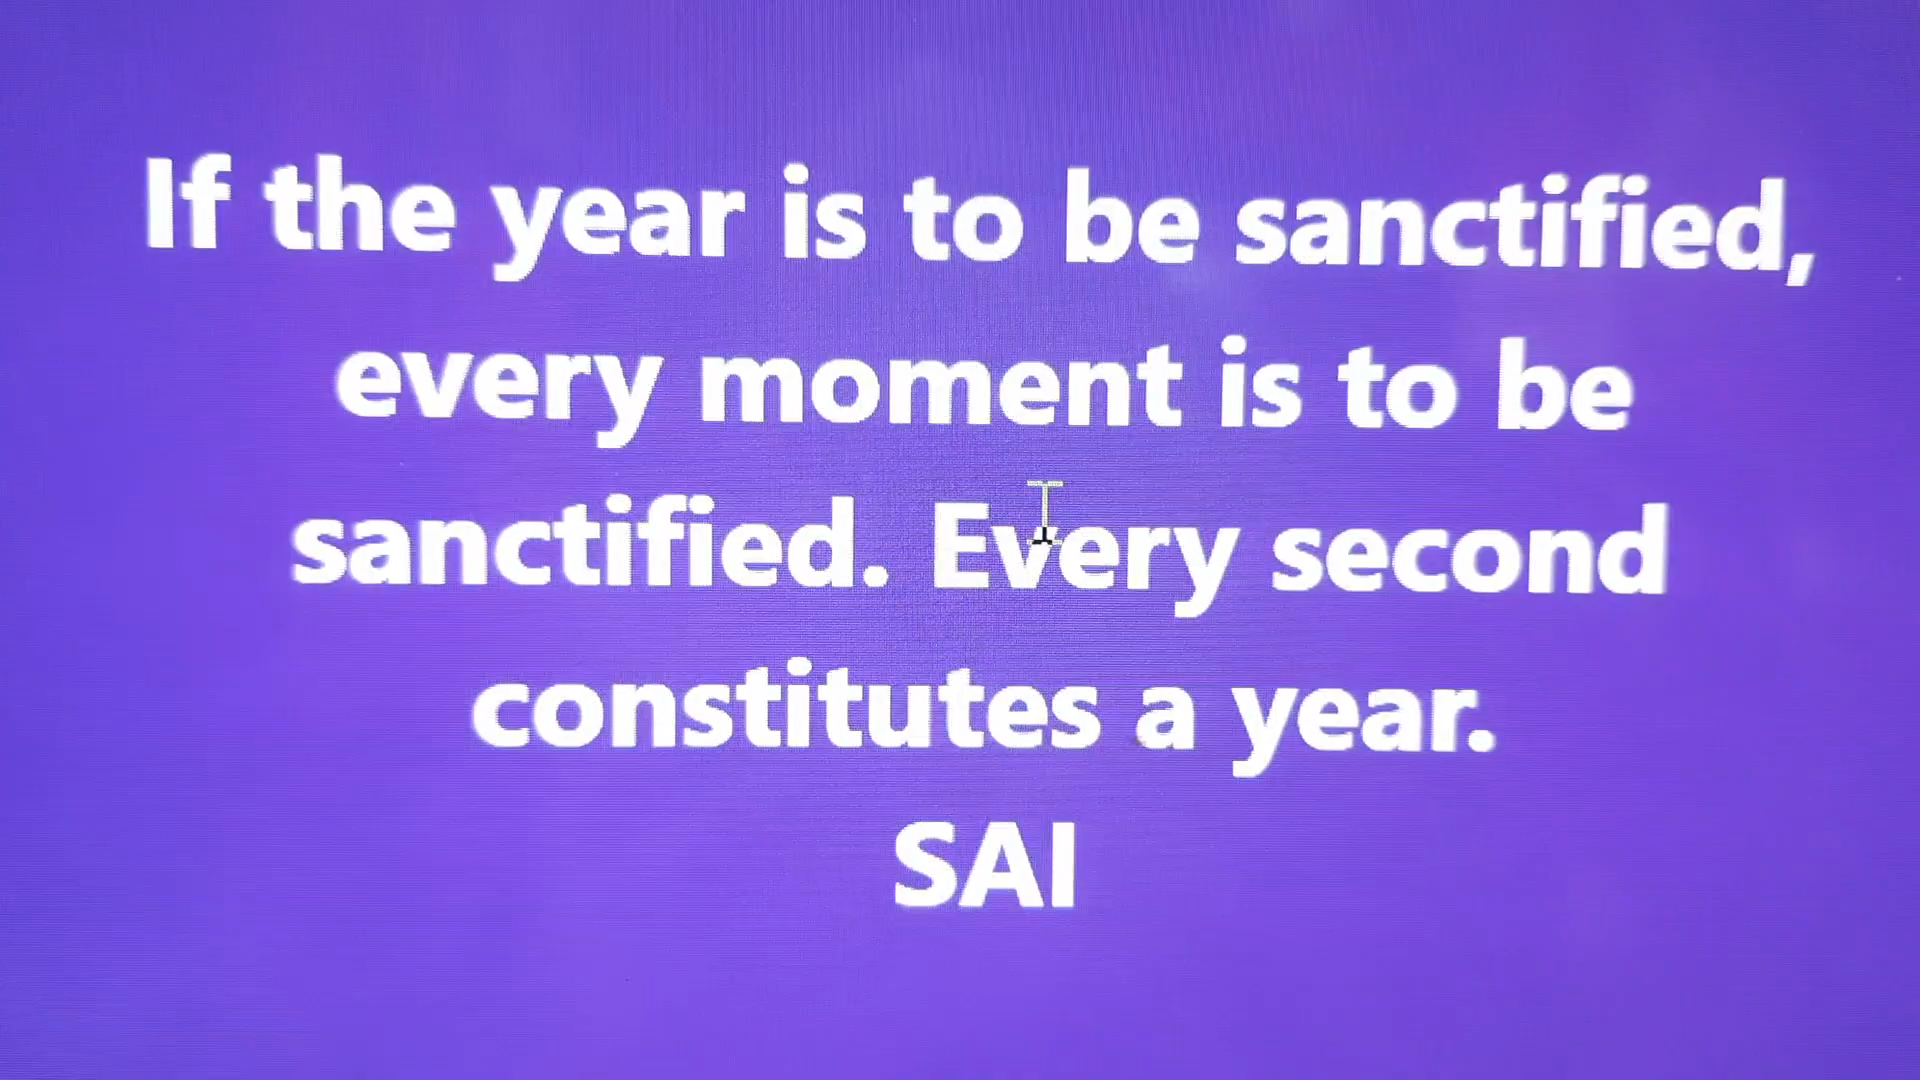 If the year is to be sanctified,
every moment is to be
sanctified. Every second
constitutes a year.
SAI